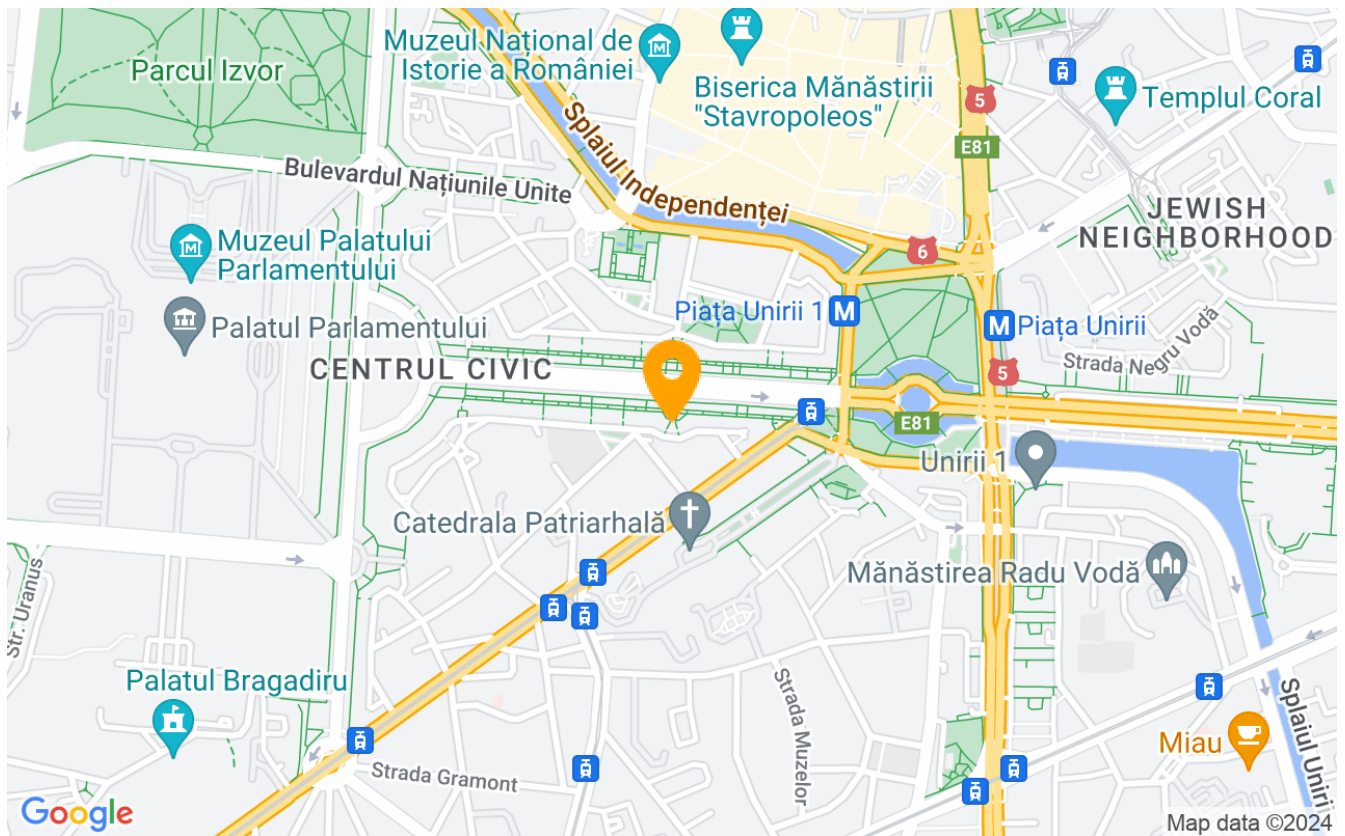 Muzeul Național de
Istorie a României
Parcul Izvor
Biserica Mănăstirii
"Stavropoleos"
5
Templul Coral
E81
Splaiul Independenței
Bulevardul Națiunile Unite
JEWISH
NEIGHBORHOOD
Muzeul Palatului
Parlamentului
6
Piața Unirii 1
M
M
Piața Unirii
Palatul Parlamentului
Strada Negru Vodă
CENTRUL CIVIC
5
E81
Unirii 1
Catedrala Patriarhală
Mănăstirea Radu Vodă
Str. Uranus
Palatul Bragadiru
Strada Muzelor
Splaiul Unirii
Miau
Strada Gramont
Google
Map data ©2024